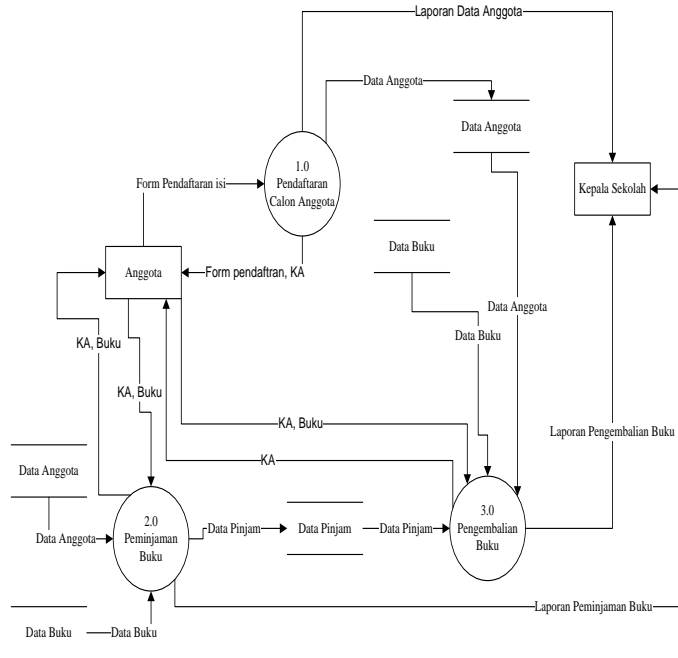 Laporan Data Anggota
Data Anggota
Data Anggota
1.0
Pendaftaran
Calon Anggota
Form Pendaftaran isi
Kepala Sekolah
Data Buku
Anggota
Form pendaftran, KA
Data Anggota
Data Buku
KA, Buku
KA, Buku
KA, Buku
Laporan Pengembalian Buku
KA
Data Anggota
2.0
Peminjaman
Buku
3.0
Pengembalian
Buku
Data Pinjam
Data Pinjam
Data Pinjam
Data Anggota
Laporan Peminjaman Buku
Data Buku
Data Buku